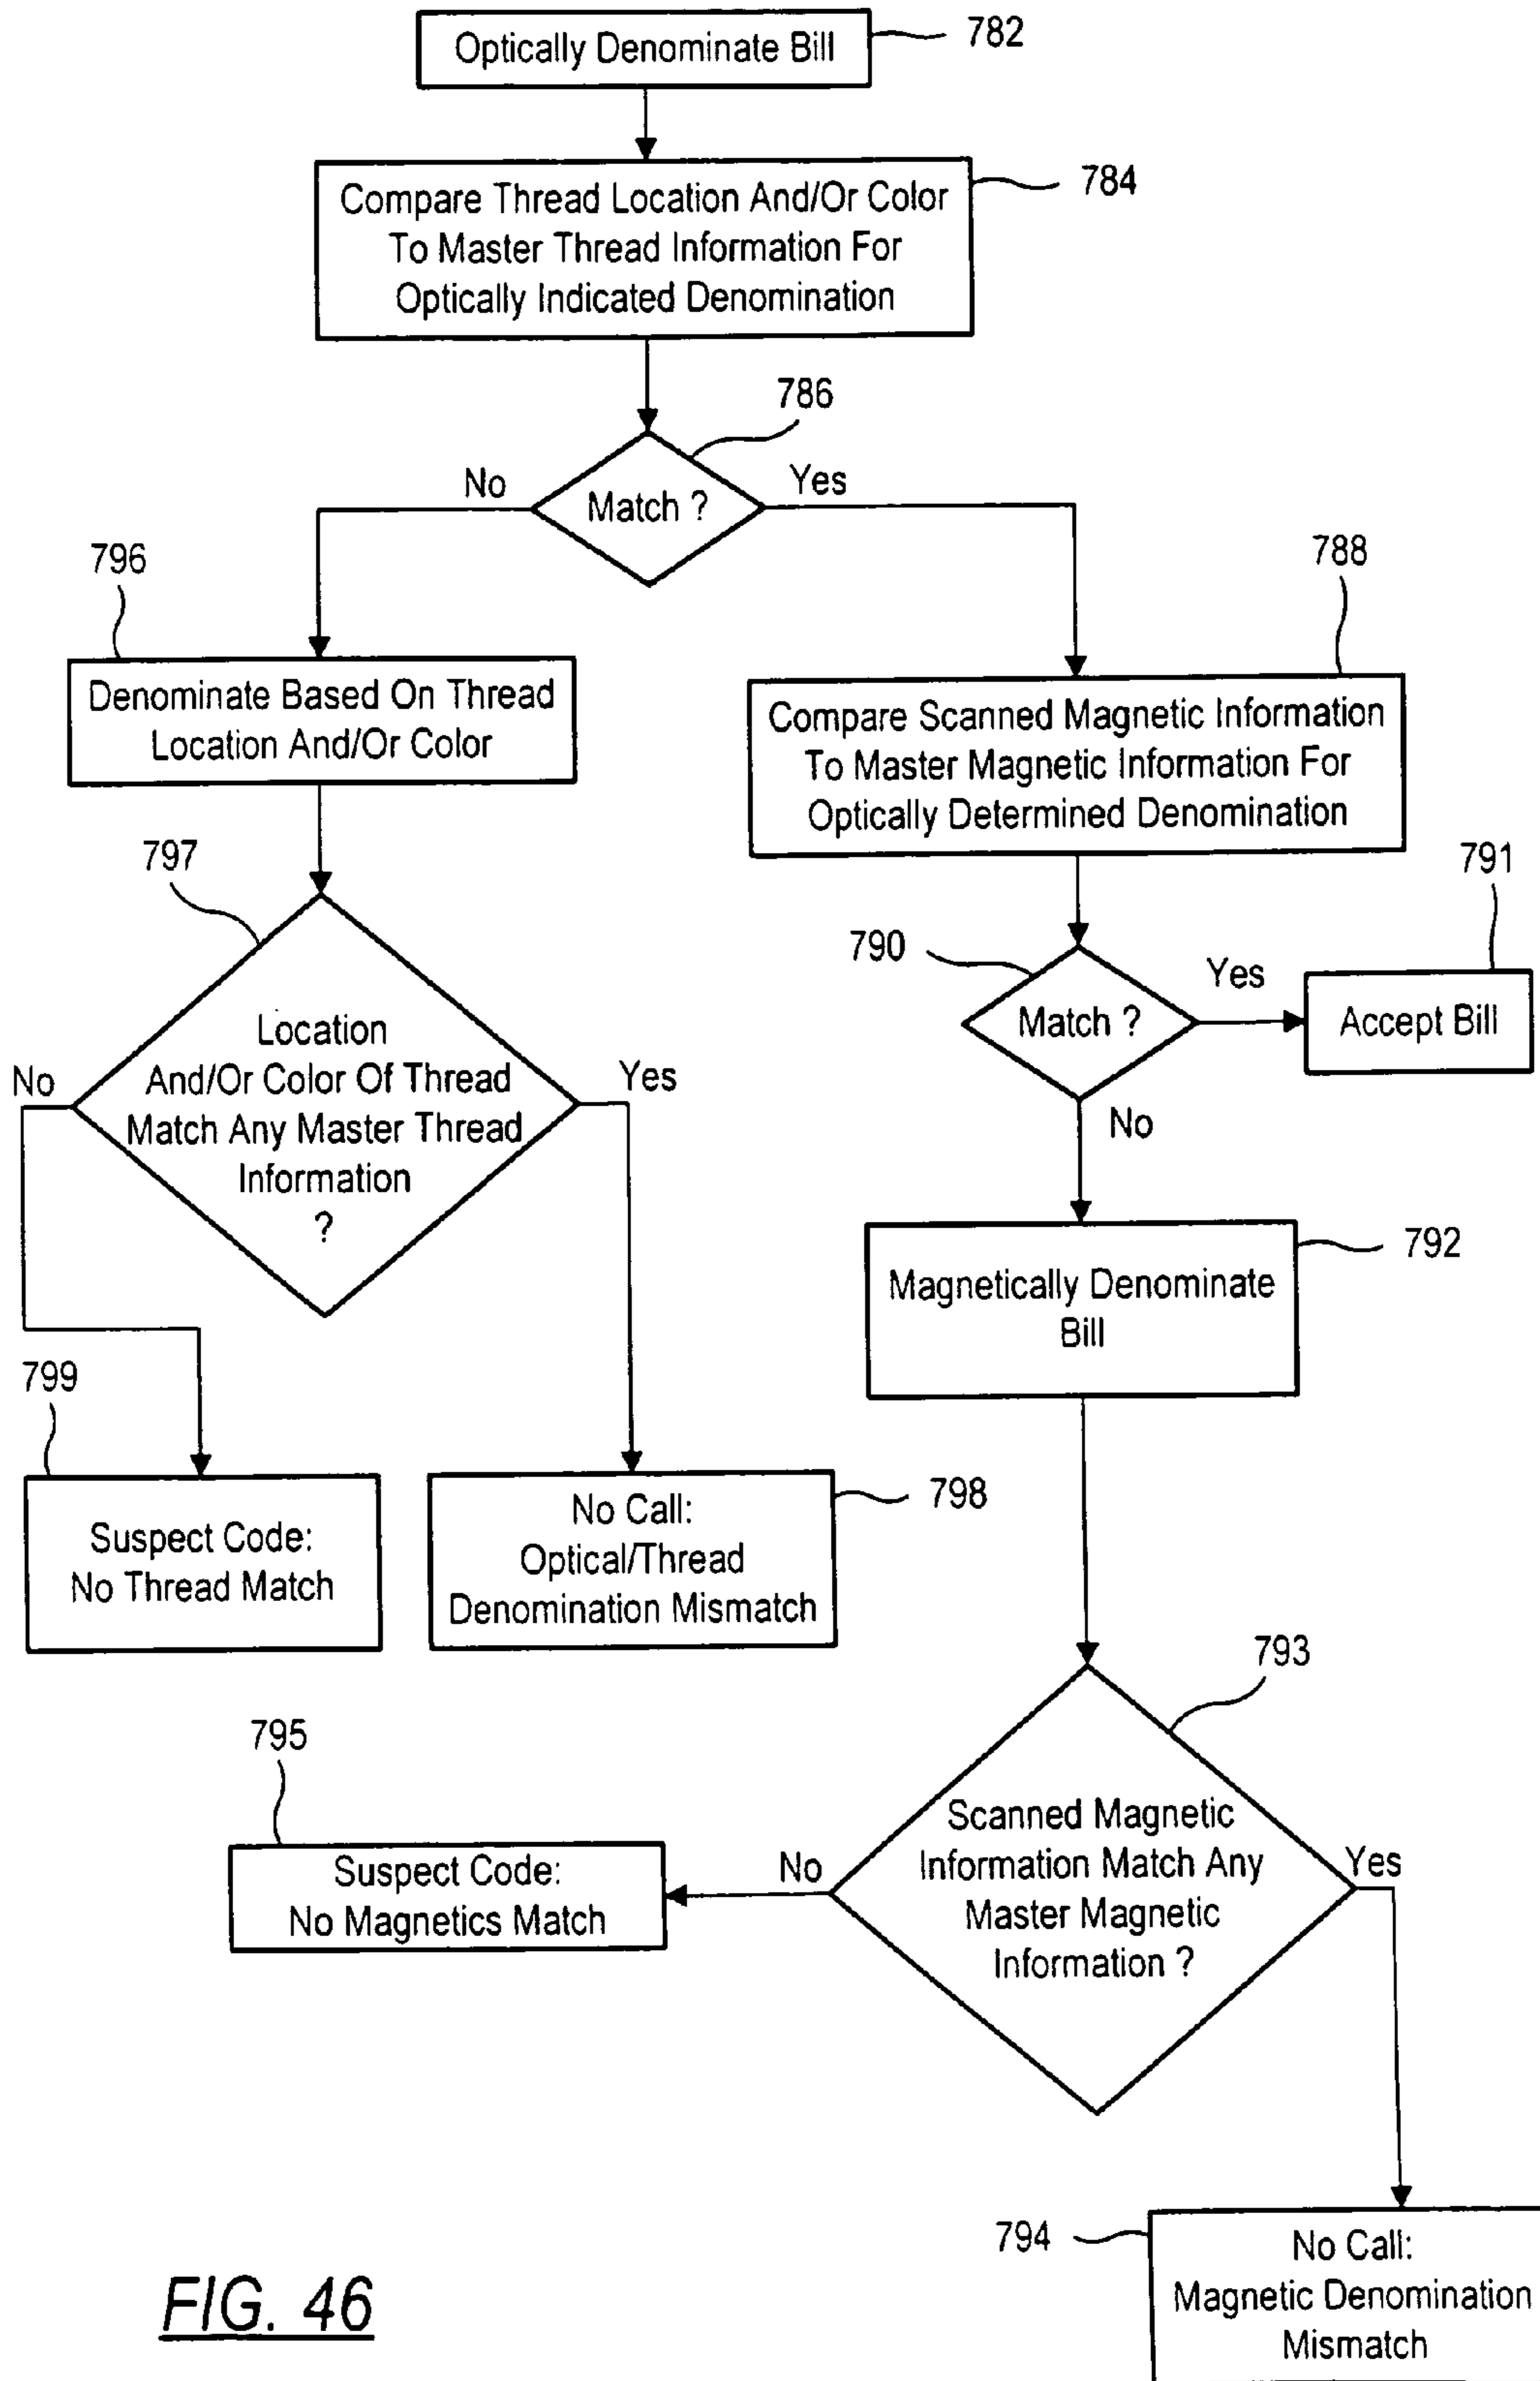 Optically Denominate Bill
782
Compare Thread Location And/Or Color
To Master Thread Information For
Optically Indicated Denomination
784
786
Match ?
No
Yes
796
Denominate Based On Thread
Location And/Or Color
788
Compare Scanned Magnetic Information
To Master Magnetic Information For
Optically Determined Denomination
797
Location
And/Or Color Of Thread
Match Any Master Thread
Information
?
No
Yes
790
Match ?
Yes
No
791
Accept Bill
792
Magnetically Denominate
Bill
799
Suspect Code:
No Thread Match
798
No Call:
Optical/Thread
Denomination Mismatch
793
Scanned Magnetic
Information Match Any
Master Magnetic
Information ?
No
Yes
795
Suspect Code:
No Magnetics Match
794
No Call:
Magnetic Denomination
Mismatch
FIG. 46